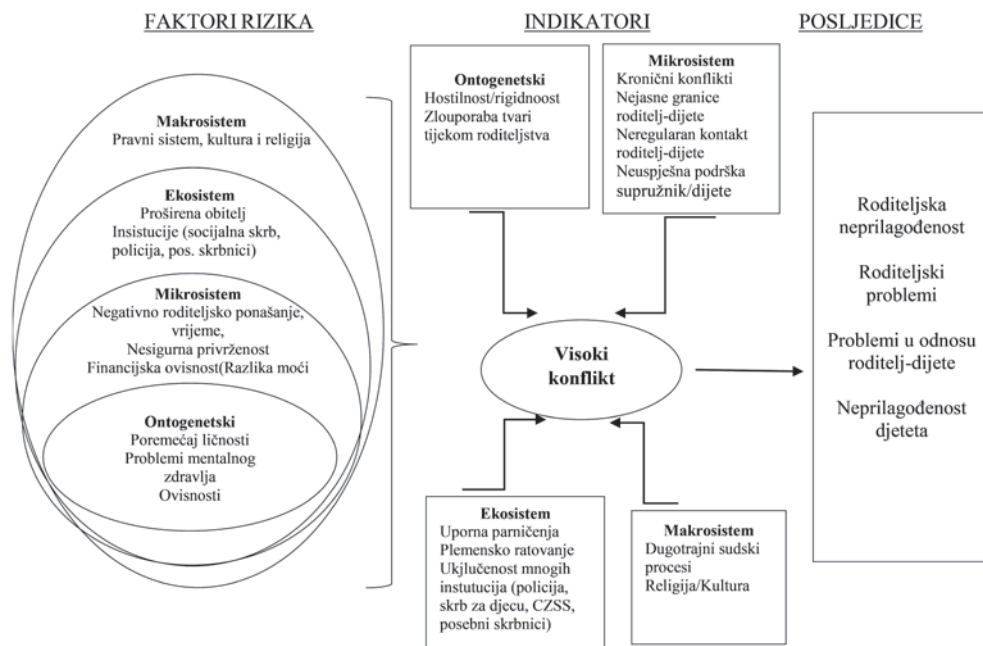 FAKTORI RIZIKA
Makrosistem
Pravni sistem, kultura i religija
Ekosistem
Proširena obitelj
Insistucije (socijalna skrb,
policija, pos. skrbnici)
Mikrosistem
Negativno roditeljsko ponašanje,
vrijeme,
Nesigurna privrženost
Financijska ovisnost(Razlika moći
Ontogenetski
Poremećaj ličnosti
Problemi mentalnog
zdravlja
Ovisnosti
INDIKATORI
Ontogenetski
Hostilnost/rigidnoost
Zlouporaba tvari
tijekom roditeljstva
Mikrosistem
Kronični konflikti
Nejasne granice
roditelj-dijete
Neregularan kontakt
roditelj-dijete
Neuspješna podrška
supružnik/dijete
Visoki
konflikt
Ekosistem
Uporna parničenja
Plemensko ratovanje
Ukjlučenost mnogih
instutucija (policija,
skrb za djecu, CZSS,
posebni skrbnici)
Makrosistem
Dugotrajni sudski
procesi
Religija/Kultura
POSLJEDICE
Roditeljska
neprilagođenost
Roditeljski
problemi
Problemi u odnosu
roditelj-dijete
Neprilagođenost
djeteta